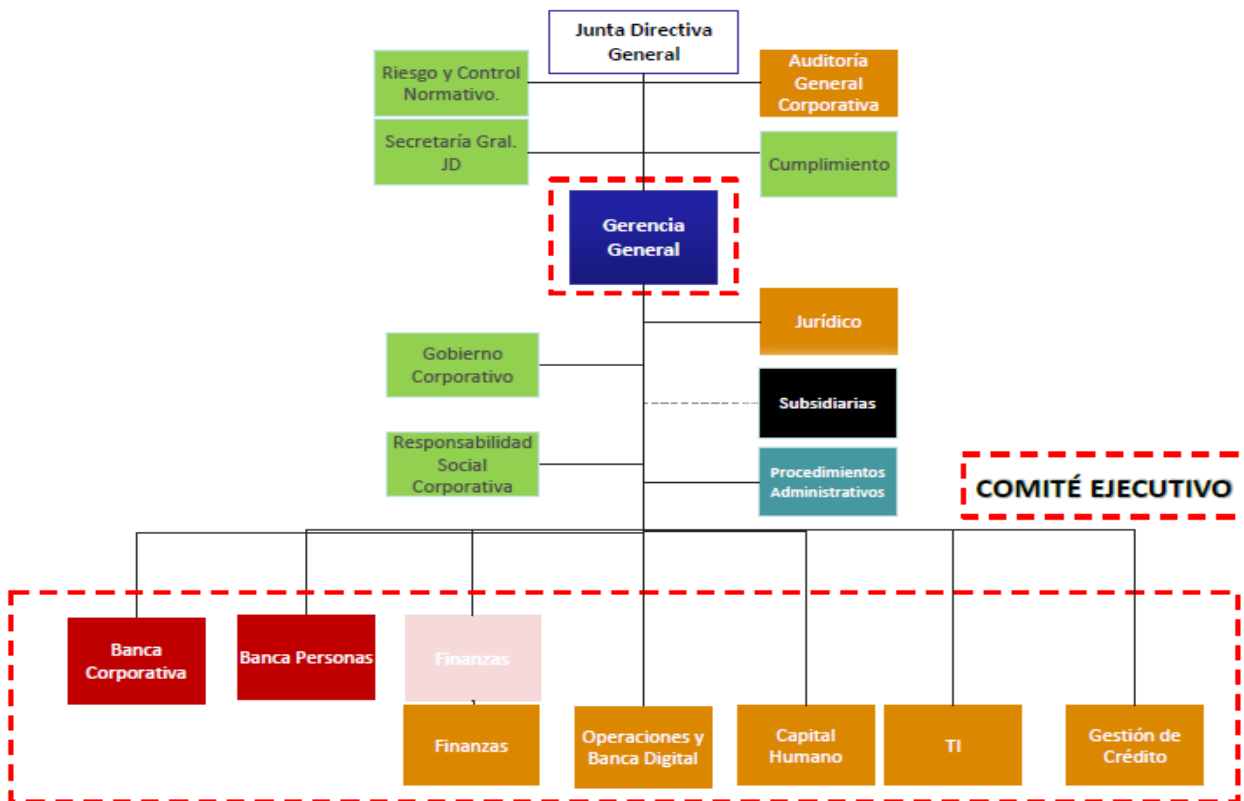 Junta Directiva
General
Riesgo y Control
Normativo.
Auditoría
General
Corporativa
Secretaría Gral.
JD
Cumplimiento
Gerencia
General
Jurídico
Gobierno
Corporativo
Subsidiarias
Responsabilidad
Social
Corporativa
Procedimientos
Administrativos
COMITÉ EJECUTIVO
Banca
Corporativa
Banca Personas
Finanzas
Finanzas
Operaciones y
Banca Digital
Capital
Humano
TI
Gestión de
Crédito